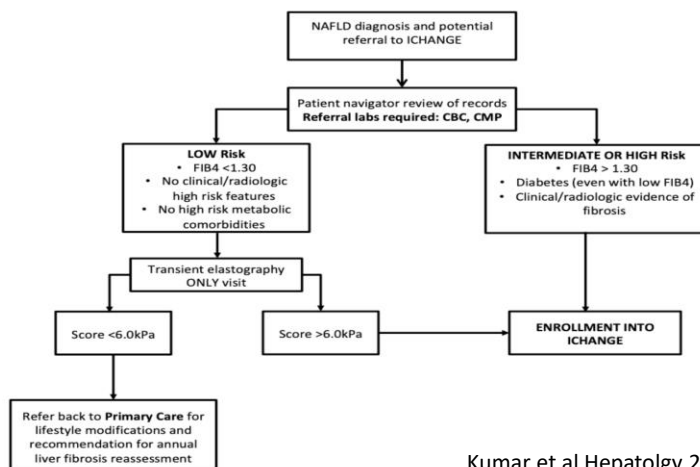 NAFLD diagnosis and potential
referral to ICHANGE
Patient navigator review of records
Referral labs required: CBC, CMP
LOW Risk
• FIB4 <1.30
• No clinical/radiologic
high risk features
• No high risk metabolic
comorbidities
INTERMEDIATE OR HIGH Risk
• FIB4 > 1.30
• Diabetes (even with low FIB4)
• Clinical/radiologic evidence of
fibrosis
Transient elastography
ONLY visit
Score <6.0kPa
Score >6.0kPa
ENROLLMENT INTO
ICHANGE
Refer back to Primary Care for
lifestyle modifications and
recommendation for annual
liver fibrosis reassessment
Kumar et al Hepatolgy 2